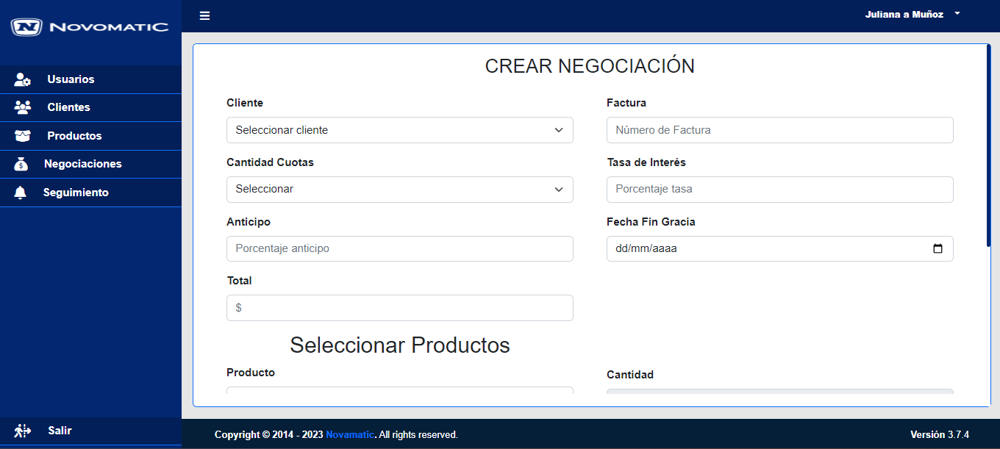 NOVOMATIC
Juliana a Muñoz
Usuarios
Clientes
Productos
Negociaciones
Seguimiento
Salir
CREAR NEGOCIACIÓN
Cliente
Seleccionar cliente
Factura
Número de Factura
Cantidad Cuotas
Seleccionar
Tasa de Interés
Porcentaje tasa
Anticipo
Porcentaje anticipo
Fecha Fin Gracia
dd/mm/aaaa
Total
$
Seleccionar Productos
Producto
Cantidad
Copyright © 2014 - 2023 Novamatic. All rights reserved.
Versión 3.7.4